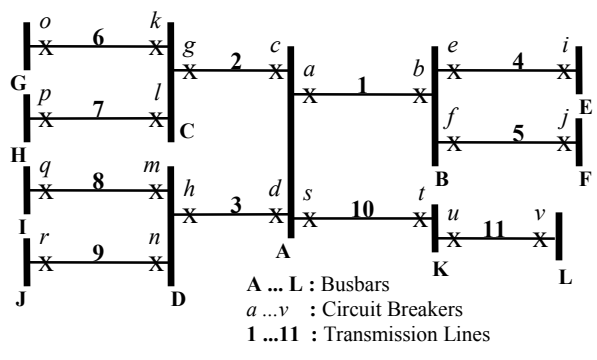 o 6 k
g 2 c
a 1 b
e 4 i
G
p 7 l
C
E
f 5 j
H
B
F
q 8 m
h 3 d
s 10 t
I
A
u 11 v
r 9 n
K
L
J
D
A ... L : Busbars
a ...v : Circuit Breakers
1 ...11 : Transmission Lines